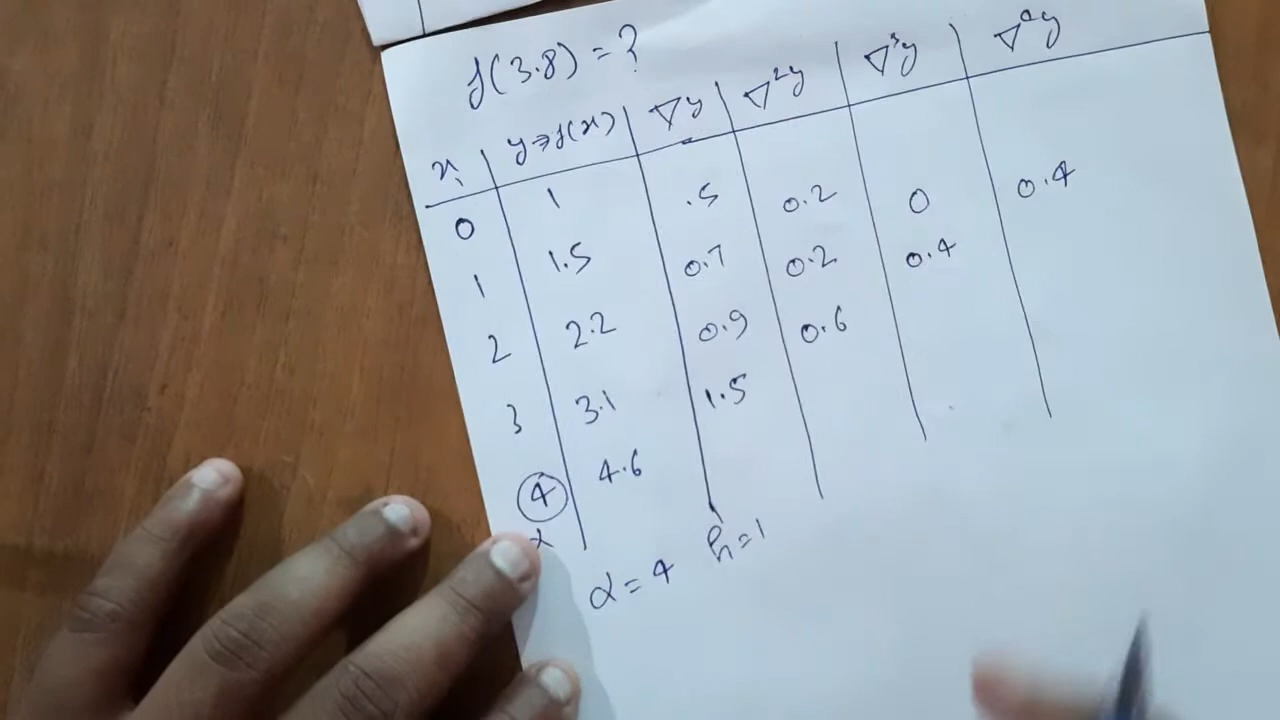 f(3.8) = ?
x y⇒f(x) ∇y ∇²y ∇³y ∇⁴y
0 1 .5 0.2 0 0.4
1 1.5 0.7 0.2 0.4
2 2.2 0.9 0.6
3 3.1 1.5
4 4.6
α
α = 4 h = 1